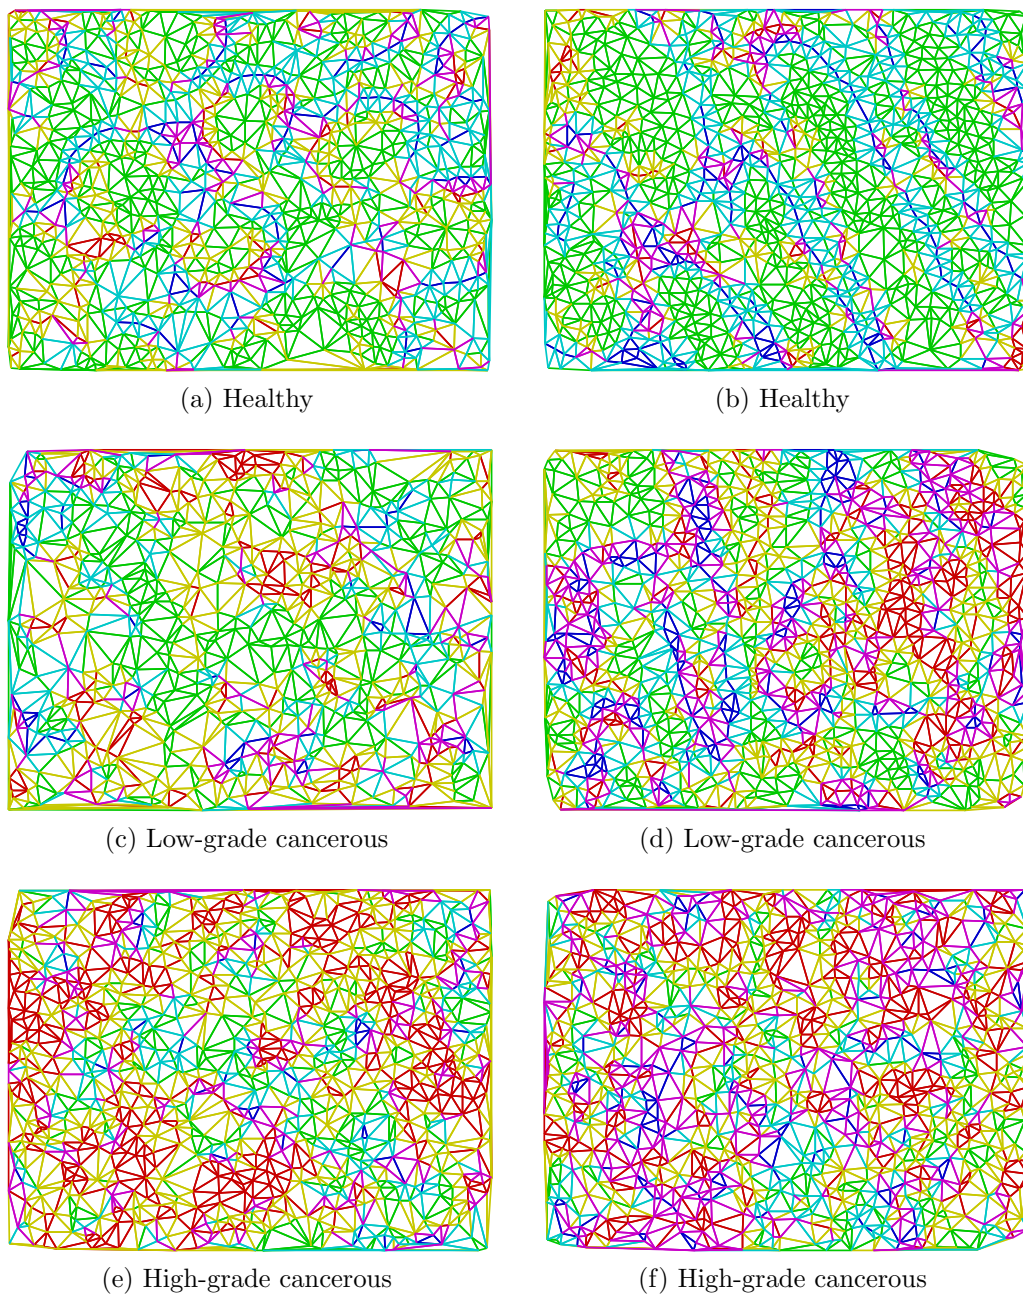 (a) Healthy
(b) Healthy
(c) Low-grade cancerous
(d) Low-grade cancerous
(e) High-grade cancerous
(f) High-grade cancerous